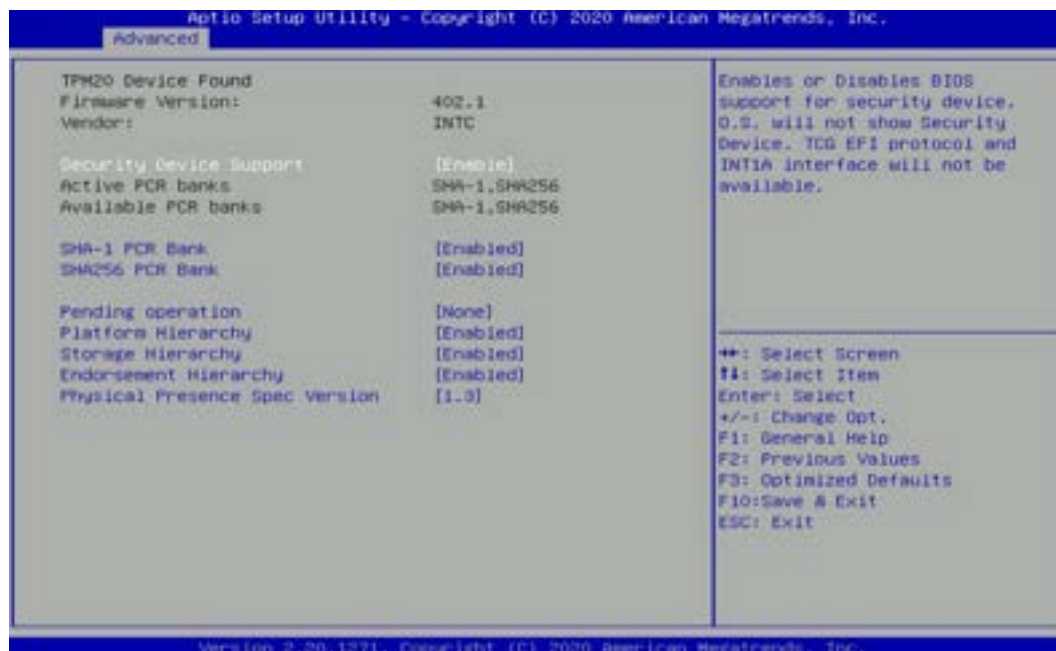 Aptio Setup Utility - Copyright (C) 2020 American Megatrends, Inc.
Advanced
TPM20 Device Found
Firmware Version: 402.1
Vendor: INTC
Security Device Support [Enable]
Active PCR banks SHA-1,SHA256
Available PCR banks SHA-1,SHA256
SHA-1 PCR Bank [Enabled]
SHA256 PCR Bank [Enabled]
Pending operation [None]
Platform Hierarchy [Enabled]
Storage Hierarchy [Enabled]
Endorsement Hierarchy [Enabled]
Physical Presence Spec Version [1.3]
Enables or Disables BIOS
support for security device.
O.S. will not show Security
Device. TCG EFI protocol and
INT1A interface will not be
available.
→←: Select Screen
↑↓: Select Item
Enter: Select
+/-: Change Opt.
F1: General Help
F2: Previous Values
F3: Optimized Defaults
F10:Save & Exit
ESC: Exit
Version 2.20.1271. Copyright (C) 2020 American Megatrends, Inc.